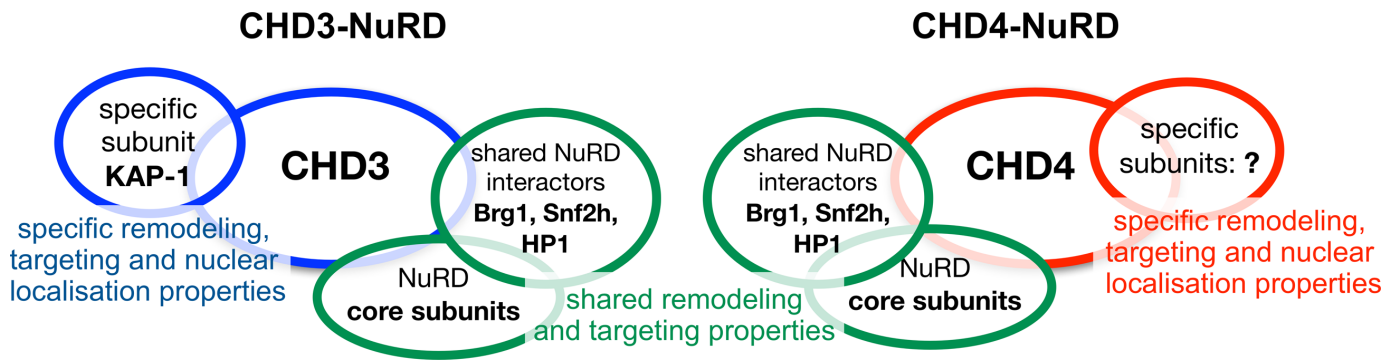 CHD3-NuRD
CHD4-NuRD
specific
subunit
KAP-1
CHD3
shared NuRD
interactors
Brg1, Snf2h,
HP1
NuRD
core subunits
specific remodeling,
targeting and nuclear
localisation properties
shared remodeling
and targeting properties
shared NuRD
interactors
Brg1, Snf2h,
HP1
CHD4
specific
subunits: ?
NuRD
core subunits
specific remodeling,
targeting and nuclear
localisation properties